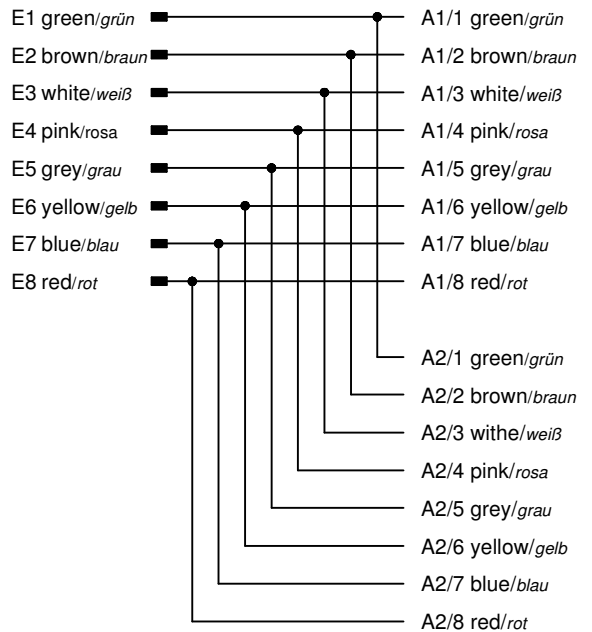 E1 green/grün A1/1 green/grün
E2 brown/braun A1/2 brown/braun
E3 white/weiß A1/3 white/weiß
E4 pink/rosa A1/4 pink/rosa
E5 grey/grau A1/5 grey/grau
E6 yellow/gelb A1/6 yellow/gelb
E7 blue/blau A1/7 blue/blau
E8 red/rot A1/8 red/rot
A2/1 green/grün
A2/2 brown/braun
A2/3 withe/weiß
A2/4 pink/rosa
A2/5 grey/grau
A2/6 yellow/gelb
A2/7 blue/blau
A2/8 red/rot